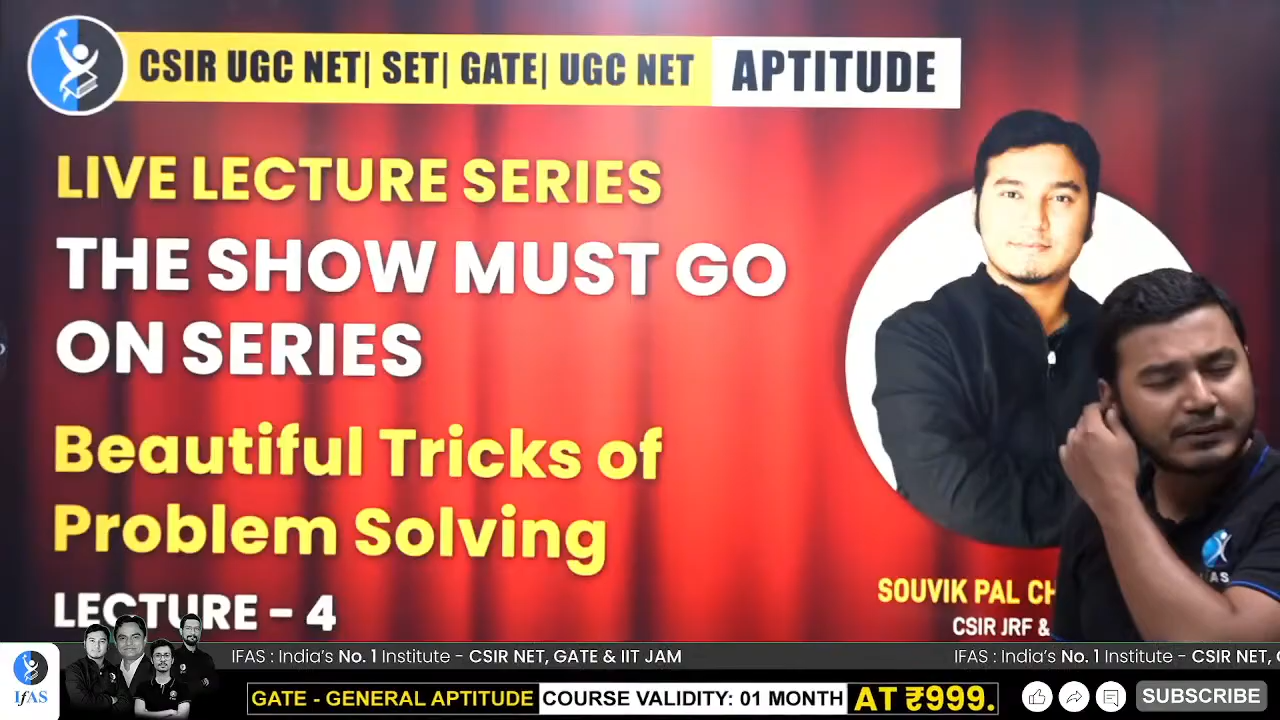 CSIR UGC NET| SET| GATE| UGC NET APTITUDE
LIVE LECTURE SERIES
THE SHOW MUST GO
ON SERIES
Beautiful Tricks of
Problem Solving
LECTURE – 4
SOUVIK PAL CH
CSIR JRF &
IFAS
IFAS : India's No. 1 Institute – CSIR NET, GATE & IIT JAM
IFAS : India's No. 1 Institute – CSIR NET,
IfAS
GATE - GENERAL APTITUDE COURSE VALIDITY: 01 MONTH AT ₹999.
SUBSCRIBE